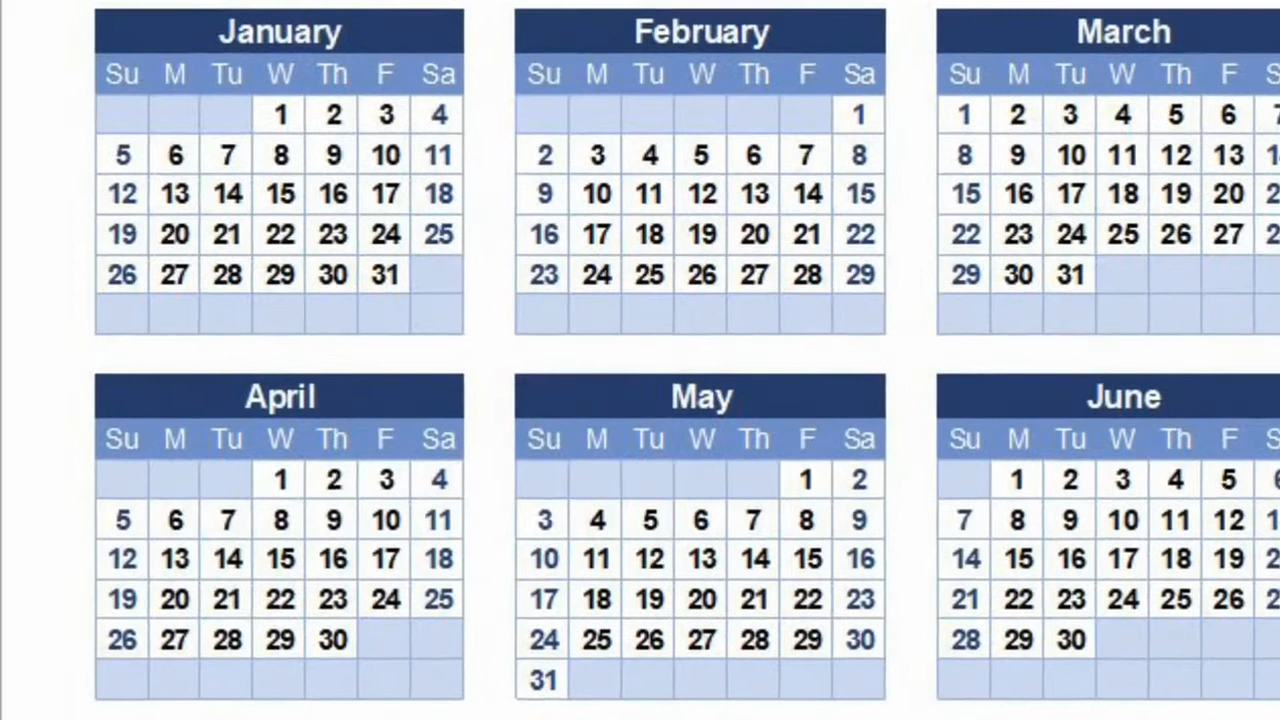 January February March
Su M Tu W Th F Sa Su M Tu W Th F Sa Su M Tu W Th F
1 2 3 4 1 1 2 3 4 5 6
5 6 7 8 9 10 11 2 3 4 5 6 7 8 8 9 10 11 12 13
12 13 14 15 16 17 18 9 10 11 12 13 14 15 15 16 17 18 19 20
19 20 21 22 23 24 25 16 17 18 19 20 21 22 22 23 24 25 26 27
26 27 28 29 30 31 23 24 25 26 27 28 29 29 30 31
April May June
Su M Tu W Th F Sa Su M Tu W Th F Sa Su M Tu W Th F
1 2 3 4 1 2 1 2 3 4 5
5 6 7 8 9 10 11 3 4 5 6 7 8 9 7 8 9 10 11 12
12 13 14 15 16 17 18 10 11 12 13 14 15 16 14 15 16 17 18 19
19 20 21 22 23 24 25 17 18 19 20 21 22 23 21 22 23 24 25 26
26 27 28 29 30 24 25 26 27 28 29 30 28 29 30
31